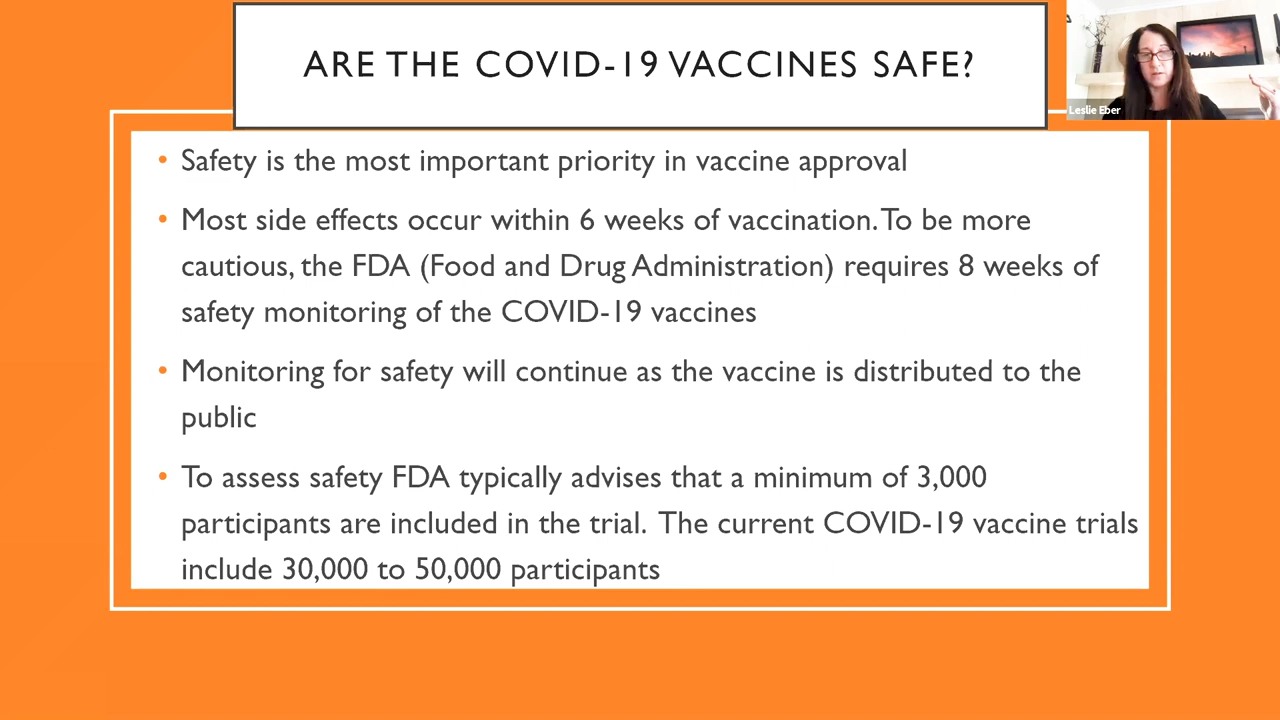 ARE THE COVID-19 VACCINES SAFE?
Leslie Eber
• Safety is the most important priority in vaccine approval
• Most side effects occur within 6 weeks of vaccination. To be more
cautious, the FDA (Food and Drug Administration) requires 8 weeks of
safety monitoring of the COVID-19 vaccines
• Monitoring for safety will continue as the vaccine is distributed to the
public
• To assess safety FDA typically advises that a minimum of 3,000
participants are included in the trial.  The current COVID-19 vaccine trials
include 30,000 to 50,000 participants